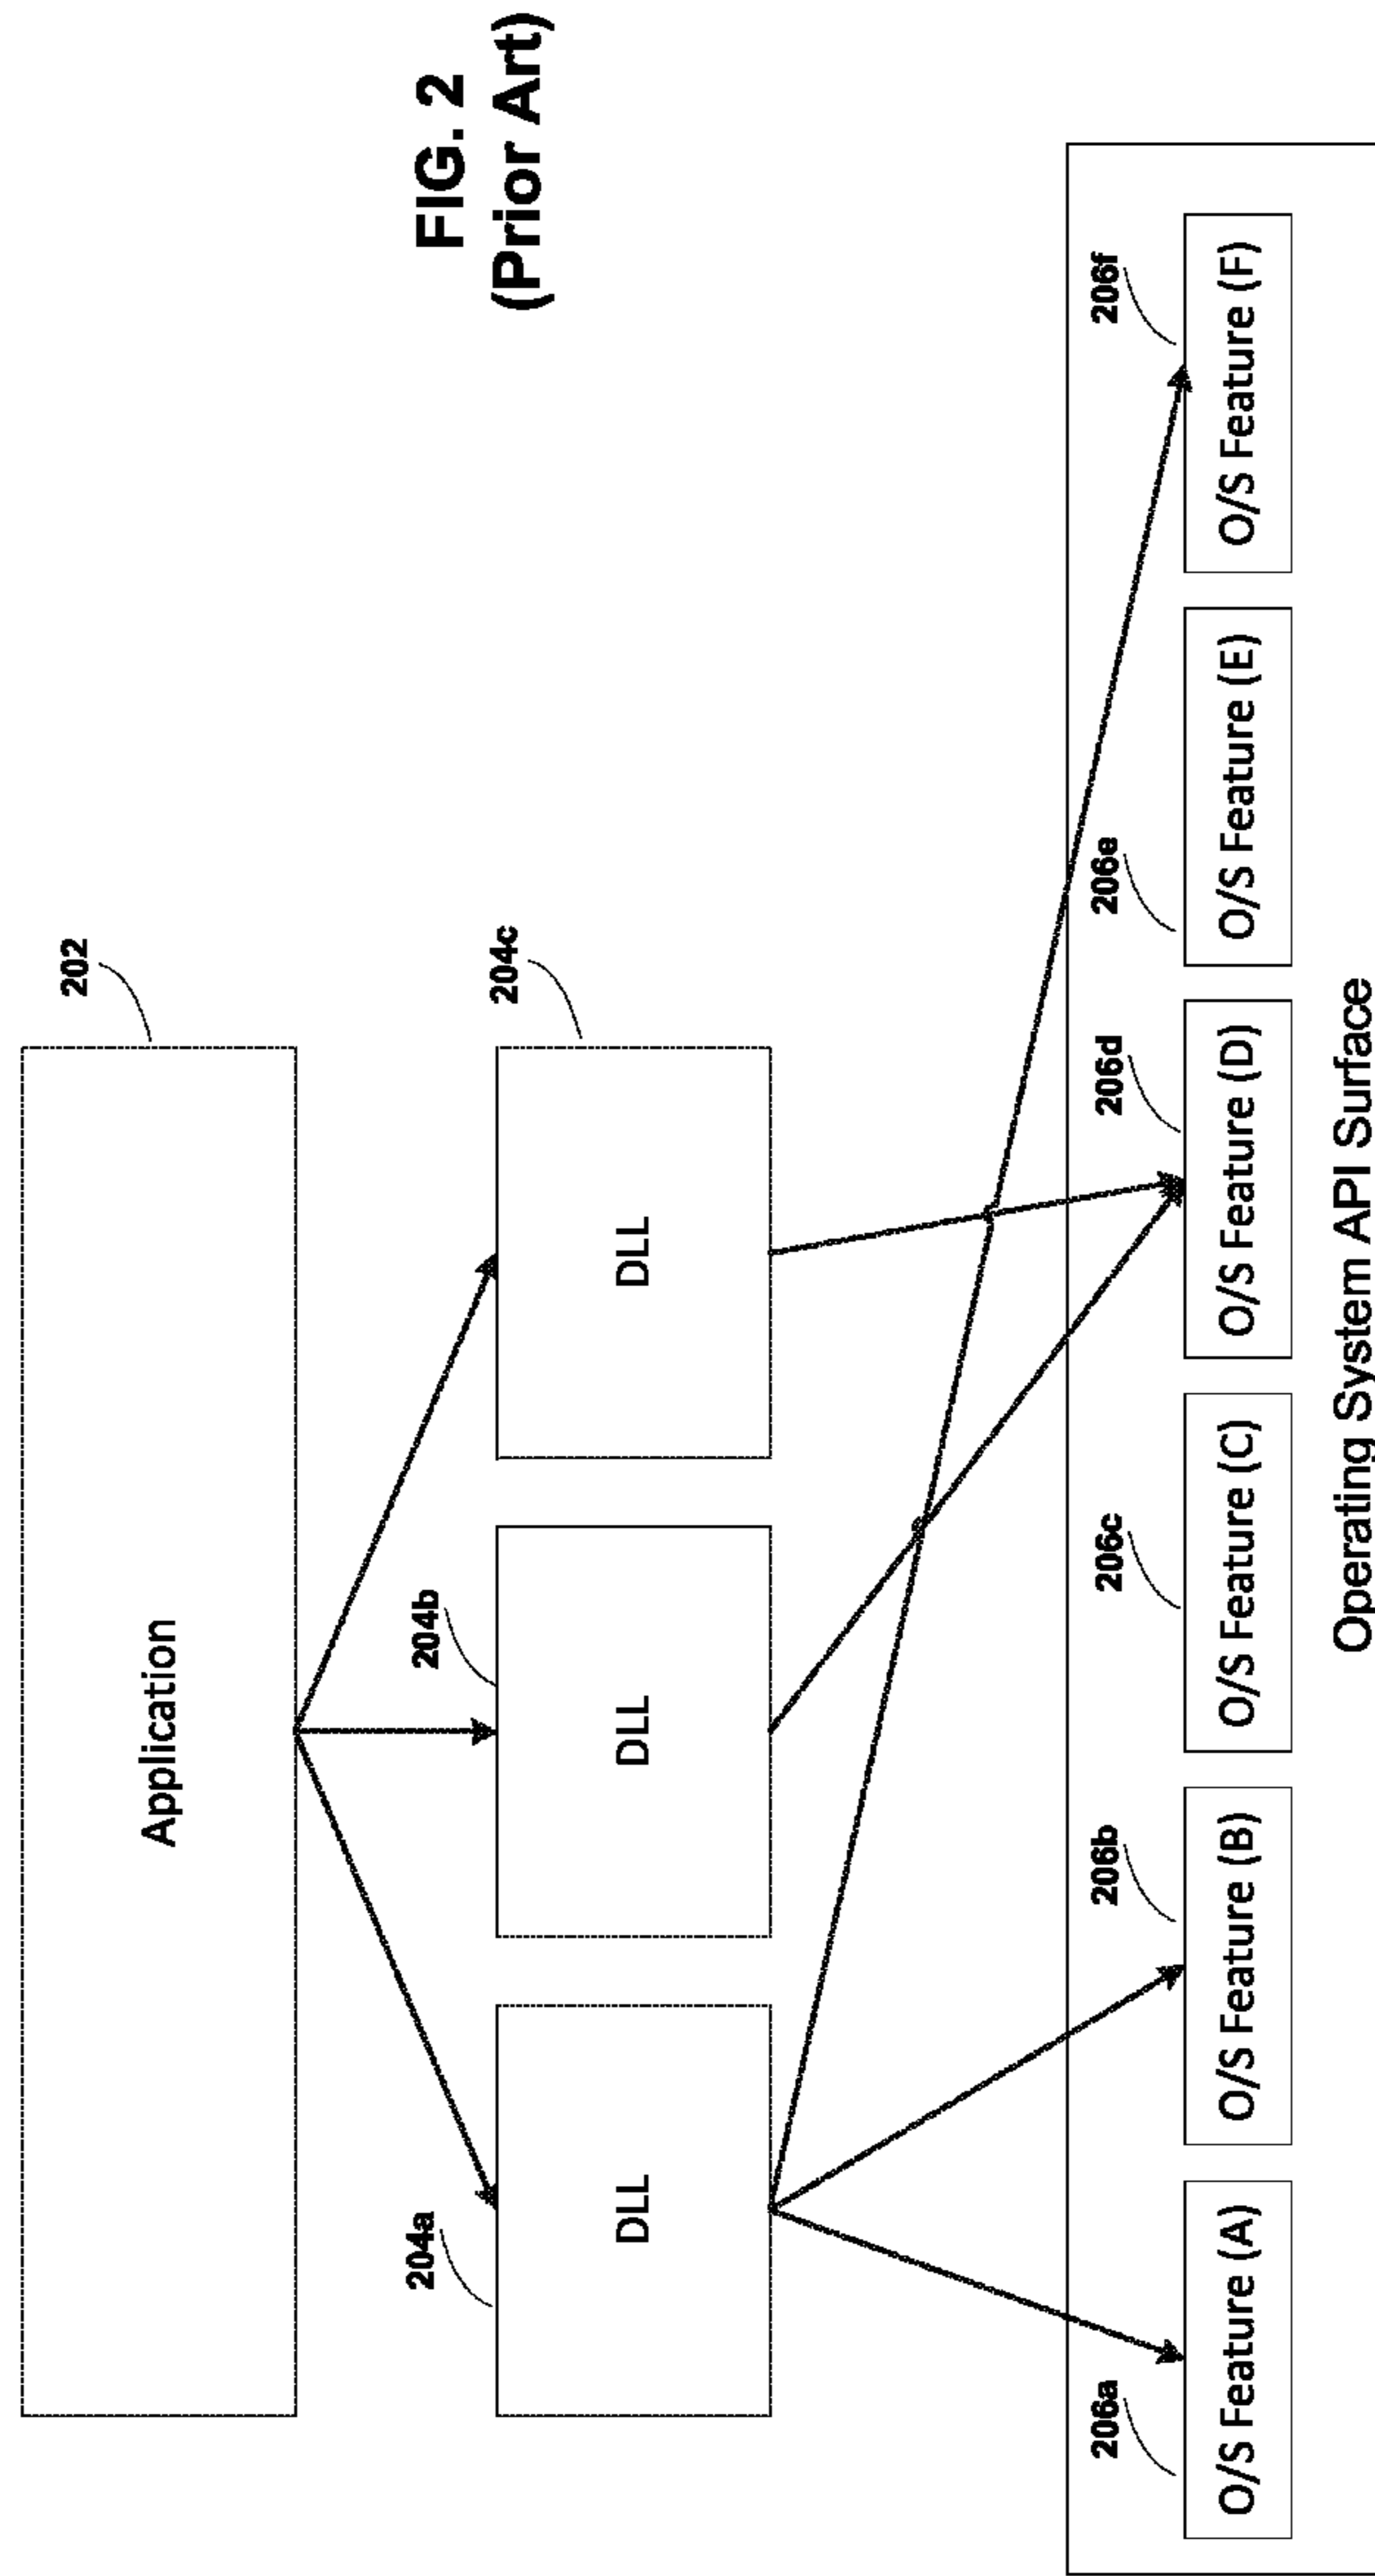 FIG. 2
(Prior Art)
202
Application
204a
204b
204c
DLL
DLL
DLL
206a
206b
206c
206d
206e
206f
O/S Feature (A)
O/S Feature (B)
O/S Feature (C)
O/S Feature (D)
O/S Feature (E)
O/S Feature (F)
Operating System API Surface